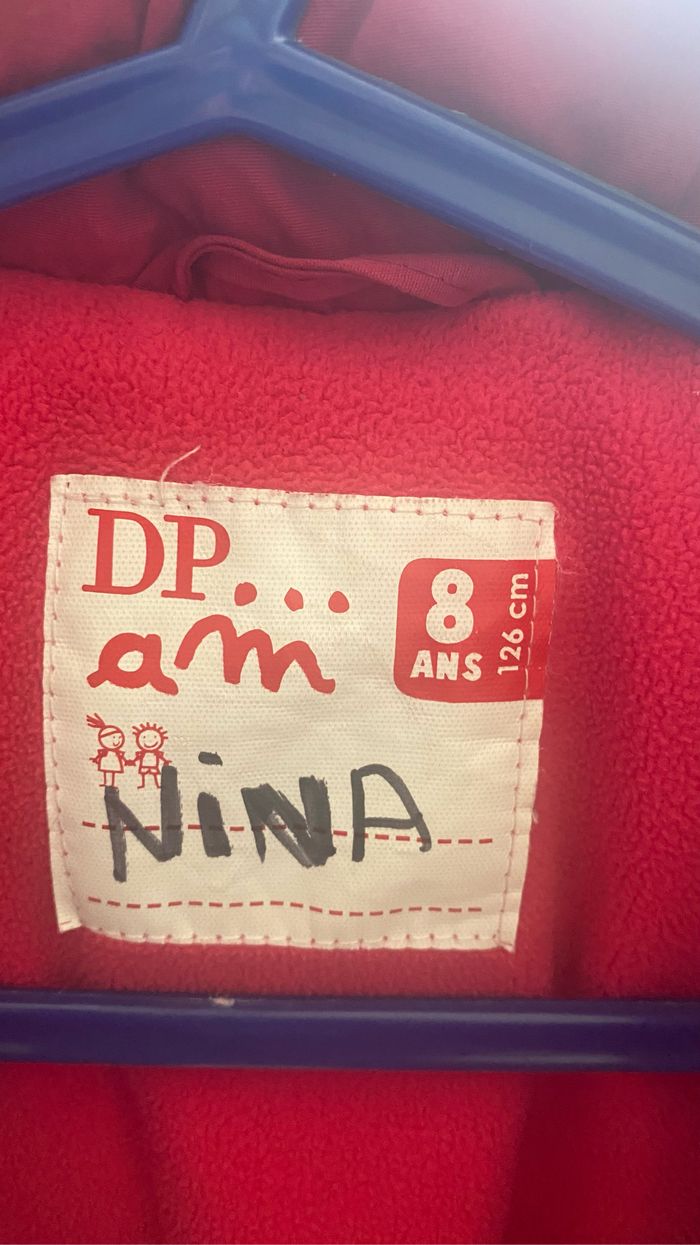 DP...
am
8
ANS
126 cm
NiNA